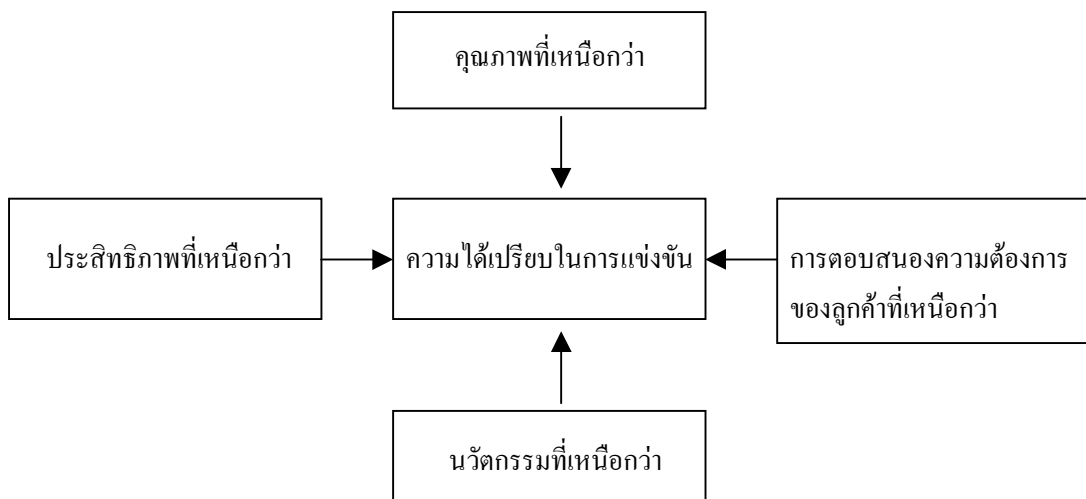 คุณภาพที่เหนือกว่า
ประสิทธิภาพที่เหนือกว่า
ความได้เปรียบในการแข่งขัน
การตอบสนองความต้องการ
ของลูกค้าที่เหนือกว่า
นวัตกรรมที่เหนือกว่า